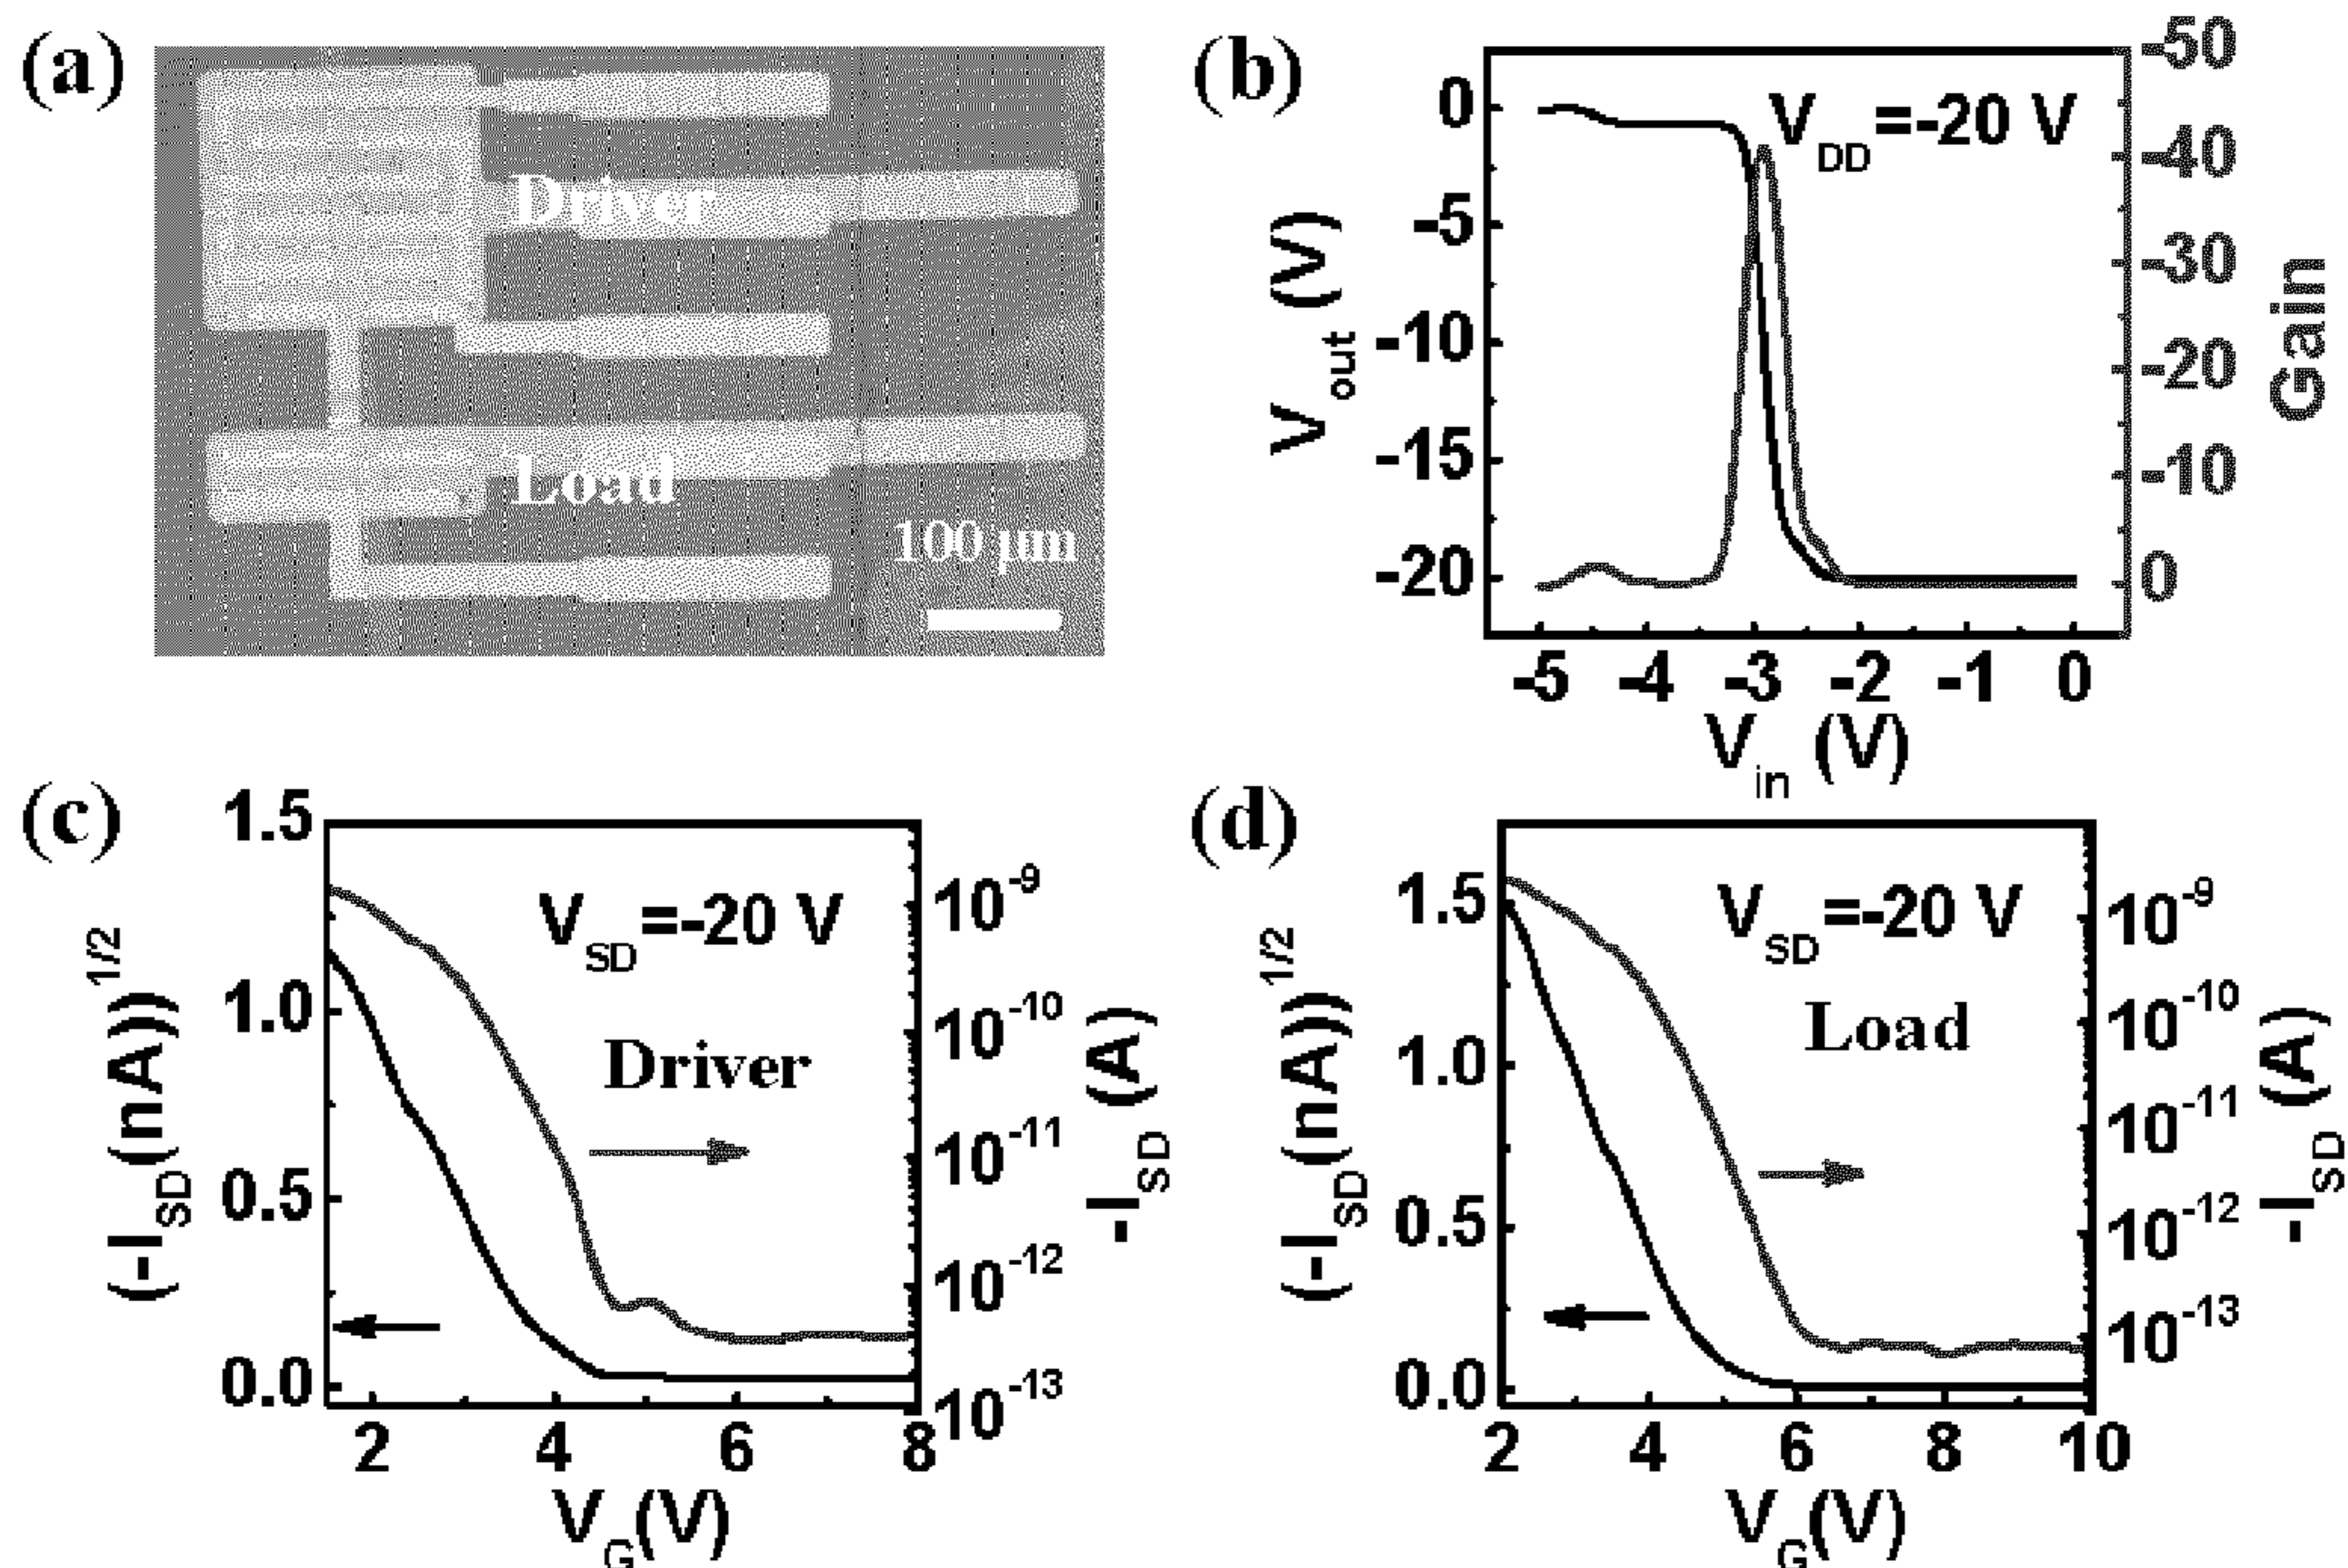 (a)
Driver
Load
100 μm
(b)
V_DD=-20 V
0
-5
-10
-15
-20
V_out (V)
-50
-40
-30
-20
-10
0
Gain
-5 -4 -3 -2 -1 0
V_in (V)
(c)
V_SD=-20 V
Driver
1.5
1.0
0.5
0.0
(-I_SD(nA))^1/2
10^-9
10^-10
10^-11
10^-12
10^-13
-I_SD (A)
2 4 6 8
V_G(V)
(d)
V_SD=-20 V
Load
1.5
1.0
0.5
0.0
(-I_SD(nA))^1/2
10^-9
10^-10
10^-11
10^-12
10^-13
-I_SD (A)
2 4 6 8 10
V_G(V)